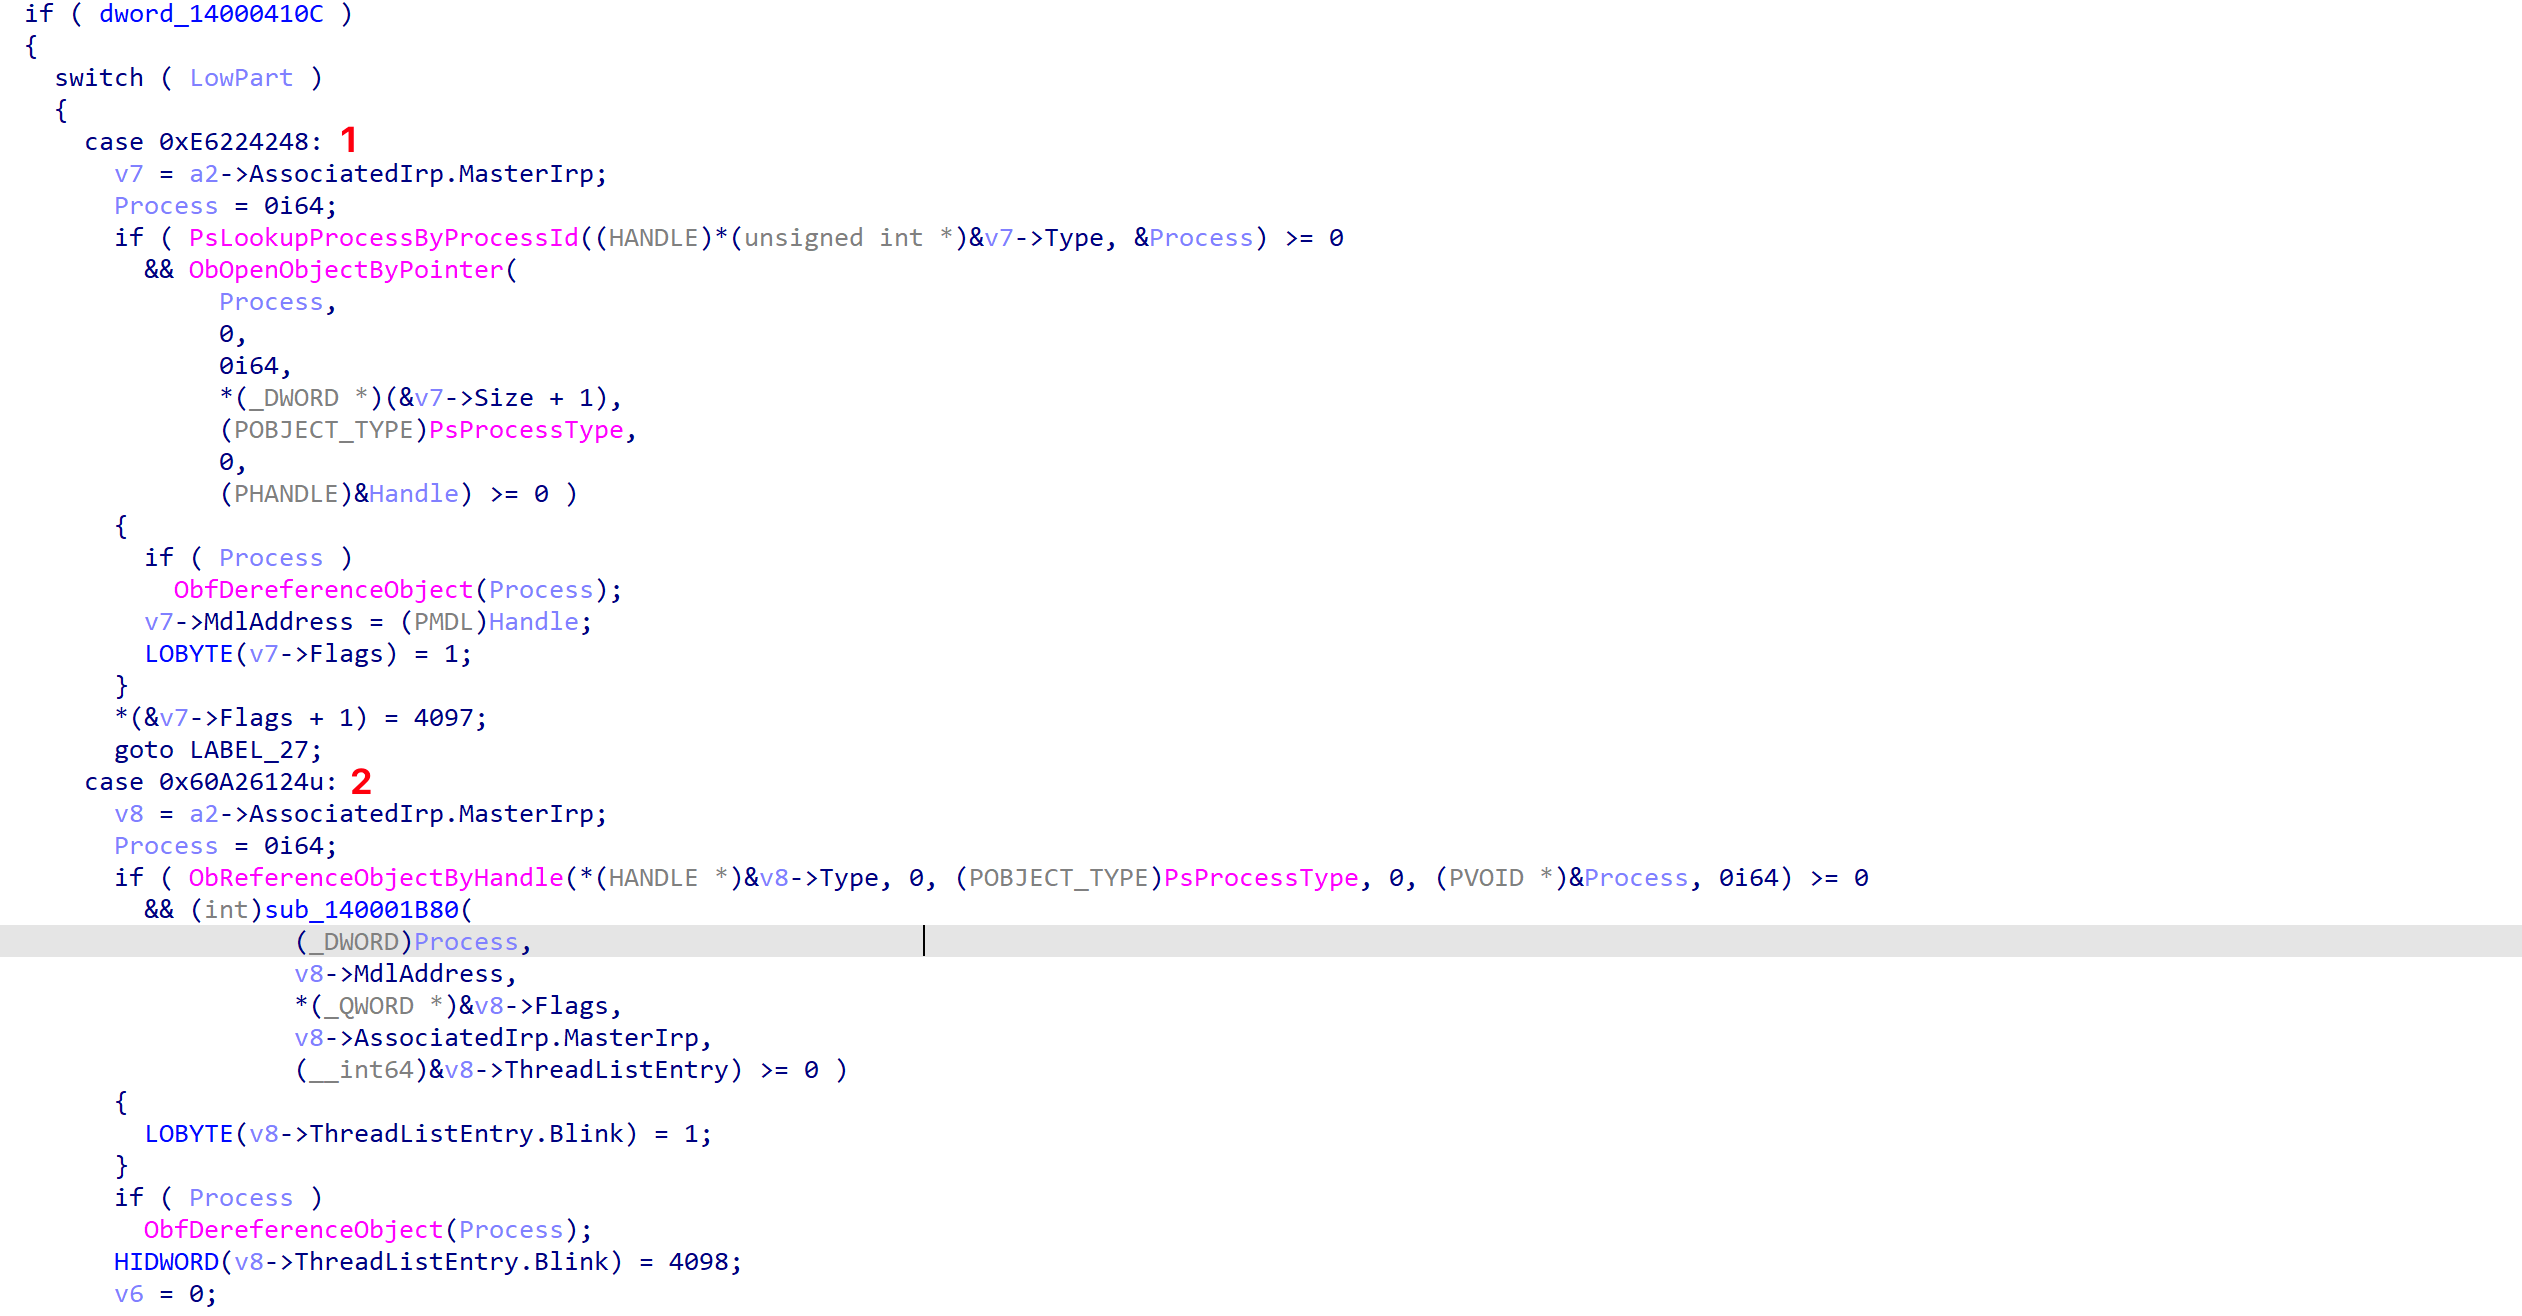 if ( dword_14000410C )
{
  switch ( LowPart )
  {
    case 0xE6224248: 1
      v7 = a2->AssociatedIrp.MasterIrp;
      Process = 0i64;
      if ( PsLookupProcessByProcessId((HANDLE)*(unsigned int *)&v7->Type, &Process) >= 0
        && ObOpenObjectByPointer(
             Process,
             0,
             0i64,
             *(_DWORD *)(&v7->Size + 1),
             (POBJECT_TYPE)PsProcessType,
             0,
             (PHANDLE)&Handle) >= 0 )
      {
        if ( Process )
          ObfDereferenceObject(Process);
        v7->MdlAddress = (PMDL)Handle;
        LOBYTE(v7->Flags) = 1;
      }
      *(&v7->Flags + 1) = 4097;
      goto LABEL_27;
    case 0x60A26124u: 2
      v8 = a2->AssociatedIrp.MasterIrp;
      Process = 0i64;
      if ( ObReferenceObjectByHandle(*(HANDLE *)&v8->Type, 0, (POBJECT_TYPE)PsProcessType, 0, (PVOID *)&Process, 0i64) >= 0
        && (int)sub_140001B80(
                  (_DWORD)Process,
                  v8->MdlAddress,
                  *(_QWORD *)&v8->Flags,
                  v8->AssociatedIrp.MasterIrp,
                  (__int64)&v8->ThreadListEntry) >= 0 )
      {
        LOBYTE(v8->ThreadListEntry.Blink) = 1;
      }
      if ( Process )
        ObfDereferenceObject(Process);
      HIDWORD(v8->ThreadListEntry.Blink) = 4098;
      v6 = 0;